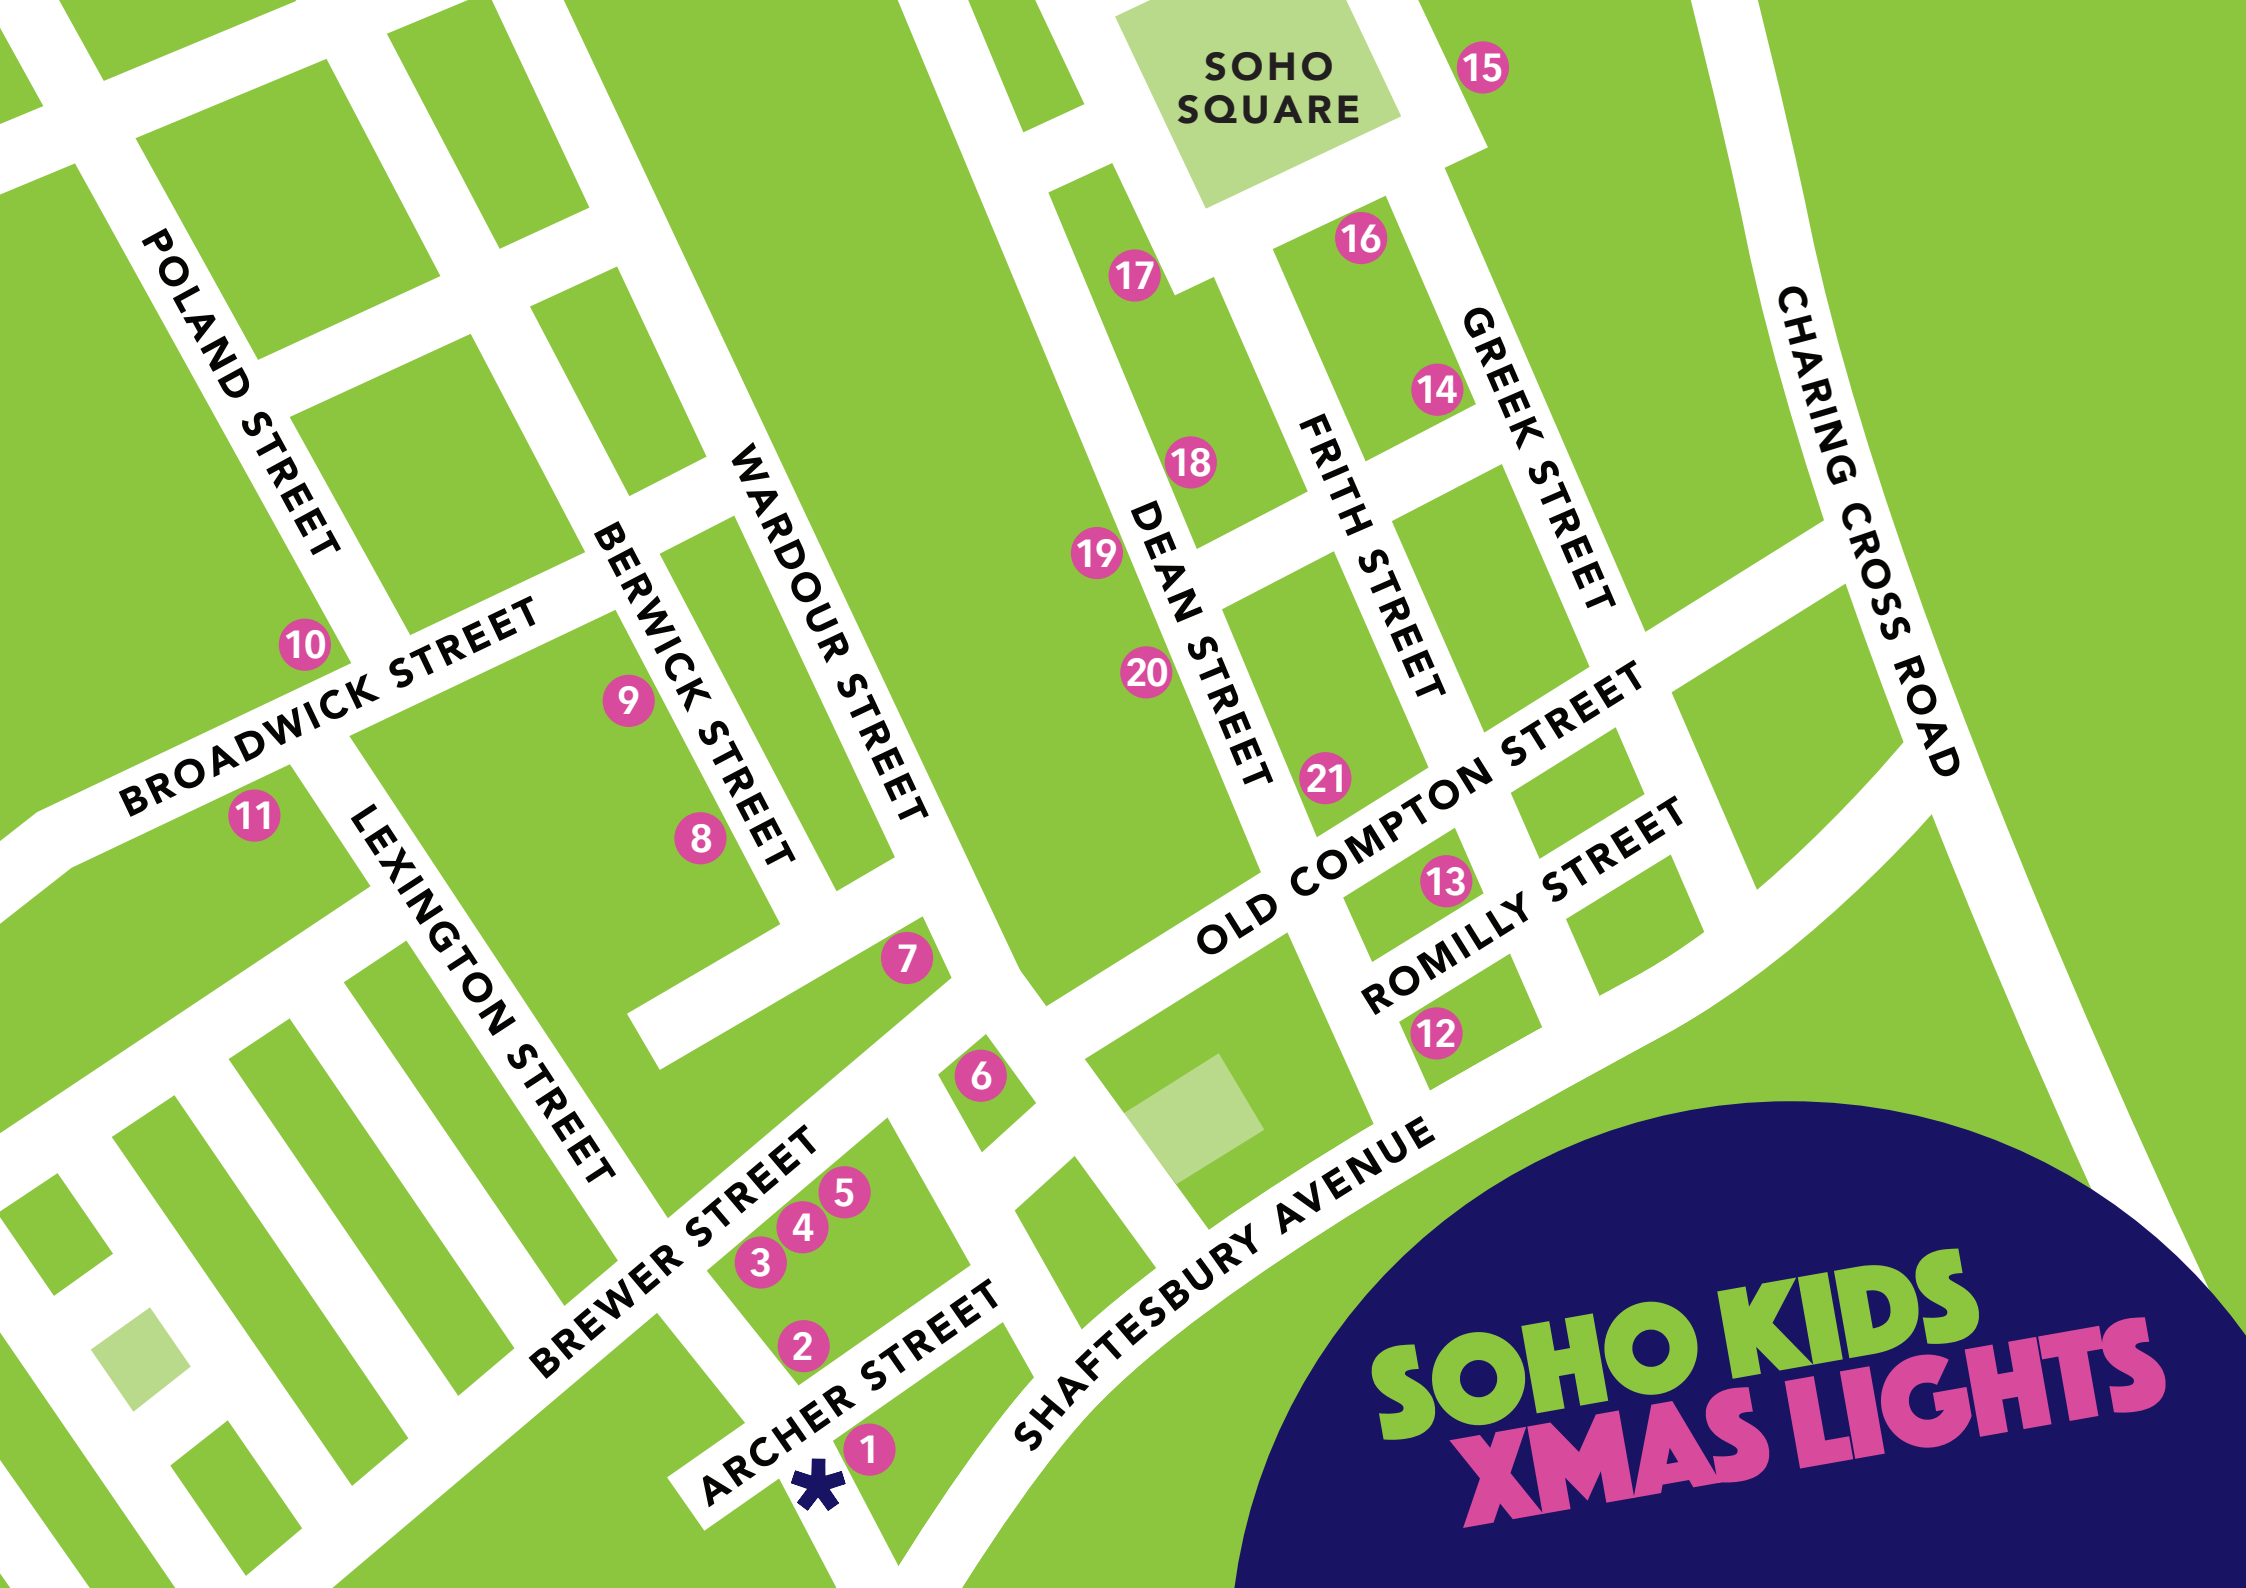 SOHO
SQUARE
15
16
17
POLAND STREET
CHARING CROSS ROAD
GREEK STREET
14
FRITH STREET
18
WARDOUR STREET
DEAN STREET
19
BERWICK STREET
10
BROADWICK STREET
20
9
OLD COMPTON STREET
21
11
LEXINGTON STREET
8
ROMILLY STREET
13
7
12
6
BREWER STREET
SHAFTESBURY AVENUE
5
4
3
2
ARCHER STREET
1
*
SOHO KIDS
XMAS LIGHTS